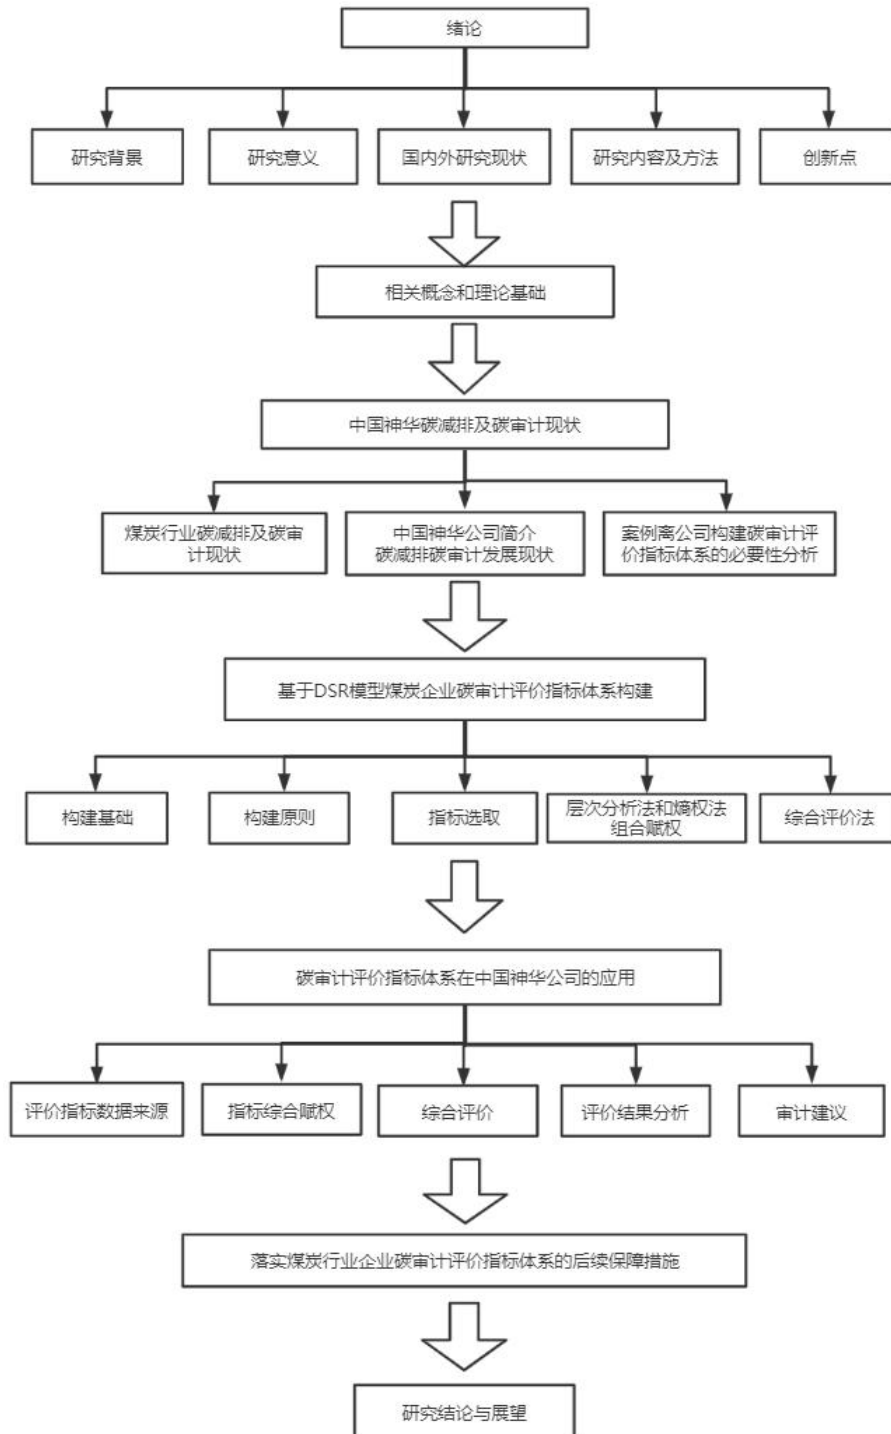 绪论
研究背景
研究意义
国内外研究现状
研究内容及方法
创新点
相关概念和理论基础
中国神华碳减排及碳审计现状
煤炭行业碳减排及碳审
计现状
中国神华公司简介
碳减排碳审计发展现状
案例离公司构建碳审计评
价指标体系的必要性分析
基于DSR模型煤炭企业碳审计评价指标体系构建
构建基础
构建原则
指标选取
层次分析法和熵权法
组合赋权
综合评价法
碳审计评价指标体系在中国神华公司的应用
评价指标数据来源
指标综合赋权
综合评价
评价结果分析
审计建议
落实煤炭行业企业碳审计评价指标体系的后续保障措施
研究结论与展望